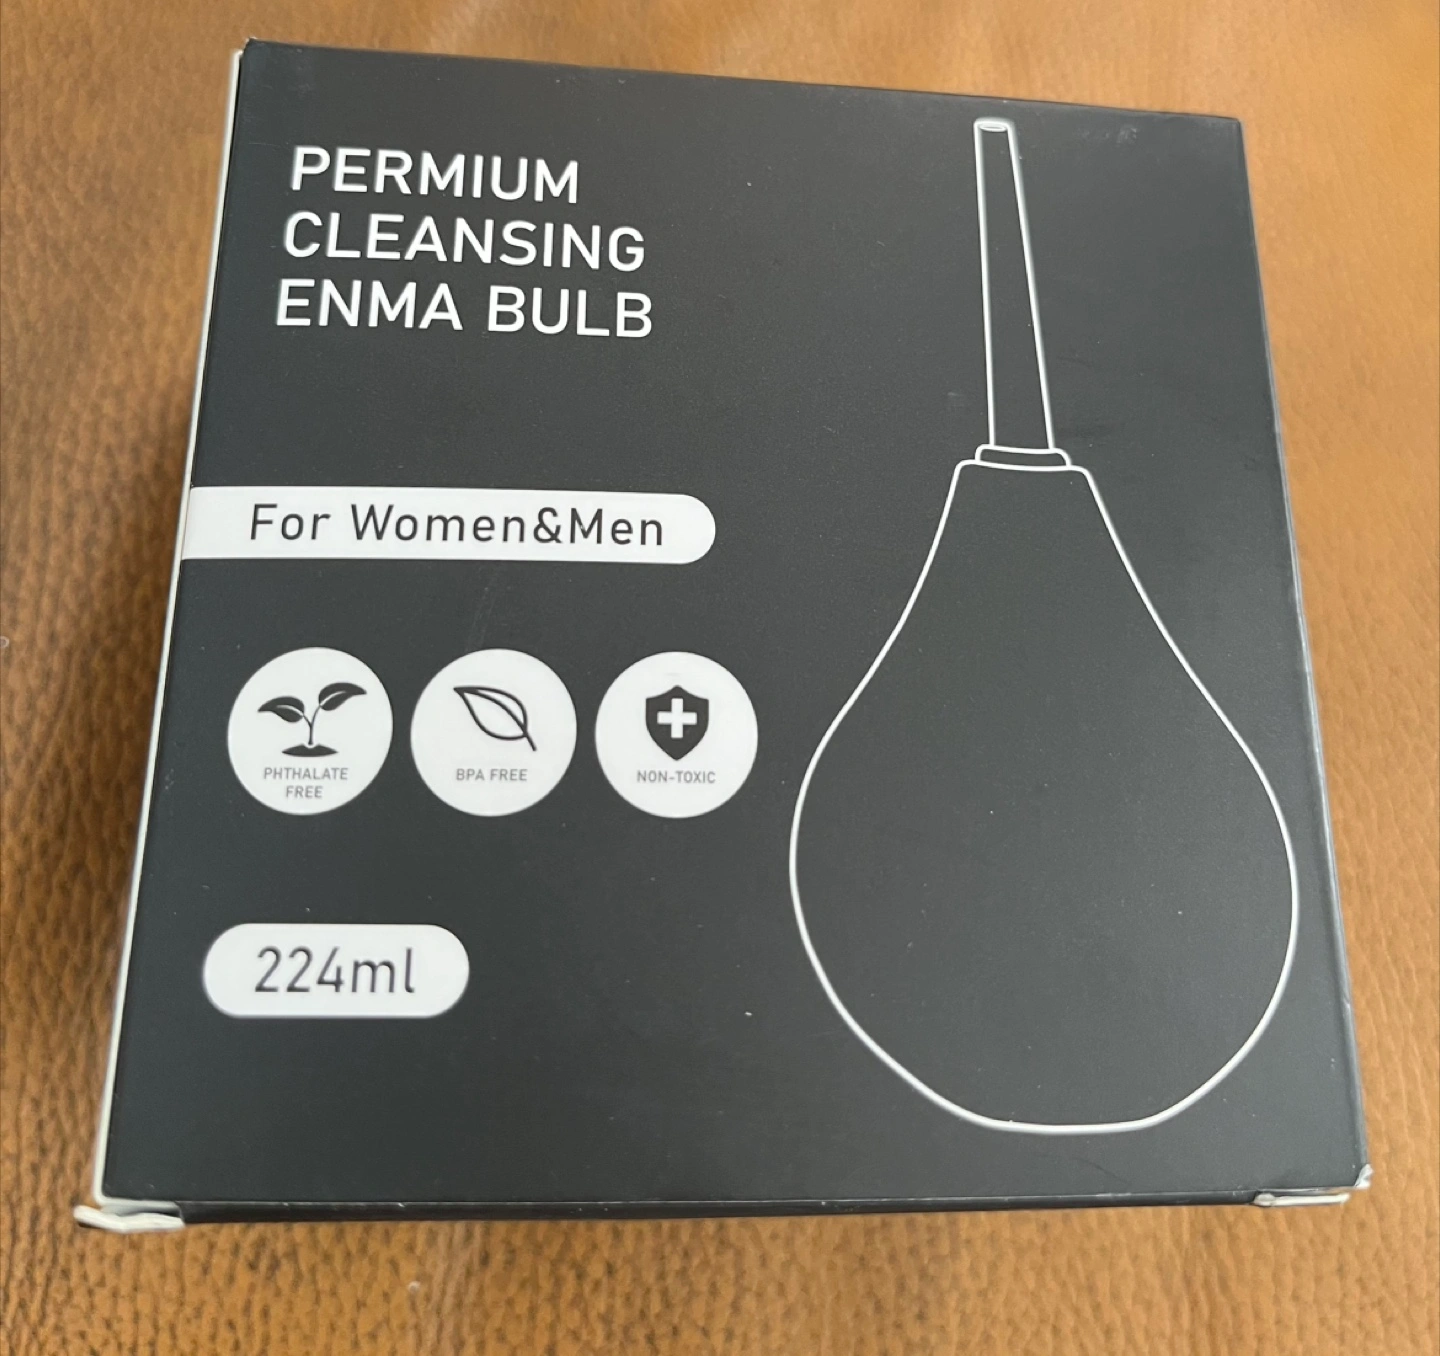 PERMIUM
CLEANSING
ENMA BULB
For Women&Men
PHTHALATE
FREE
BPA FREE
NON-TOXIC
224ml